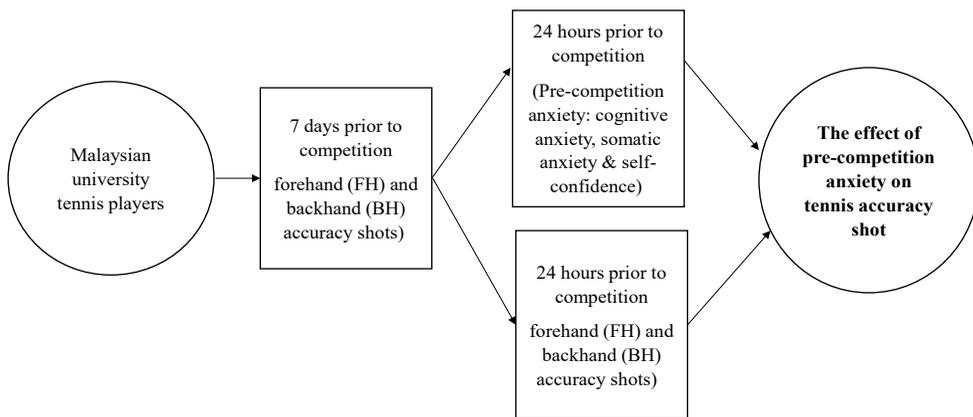 Malaysian
university
tennis players
7 days prior to
competition
forehand (FH) and
backhand (BH)
accuracy shots)
24 hours prior to
competition
(Pre-competition
anxiety: cognitive
anxiety, somatic
anxiety & self-
confidence)
24 hours prior to
competition
forehand (FH) and
backhand (BH)
accuracy shots)
The effect of
pre-competition
anxiety on
tennis accuracy
shot